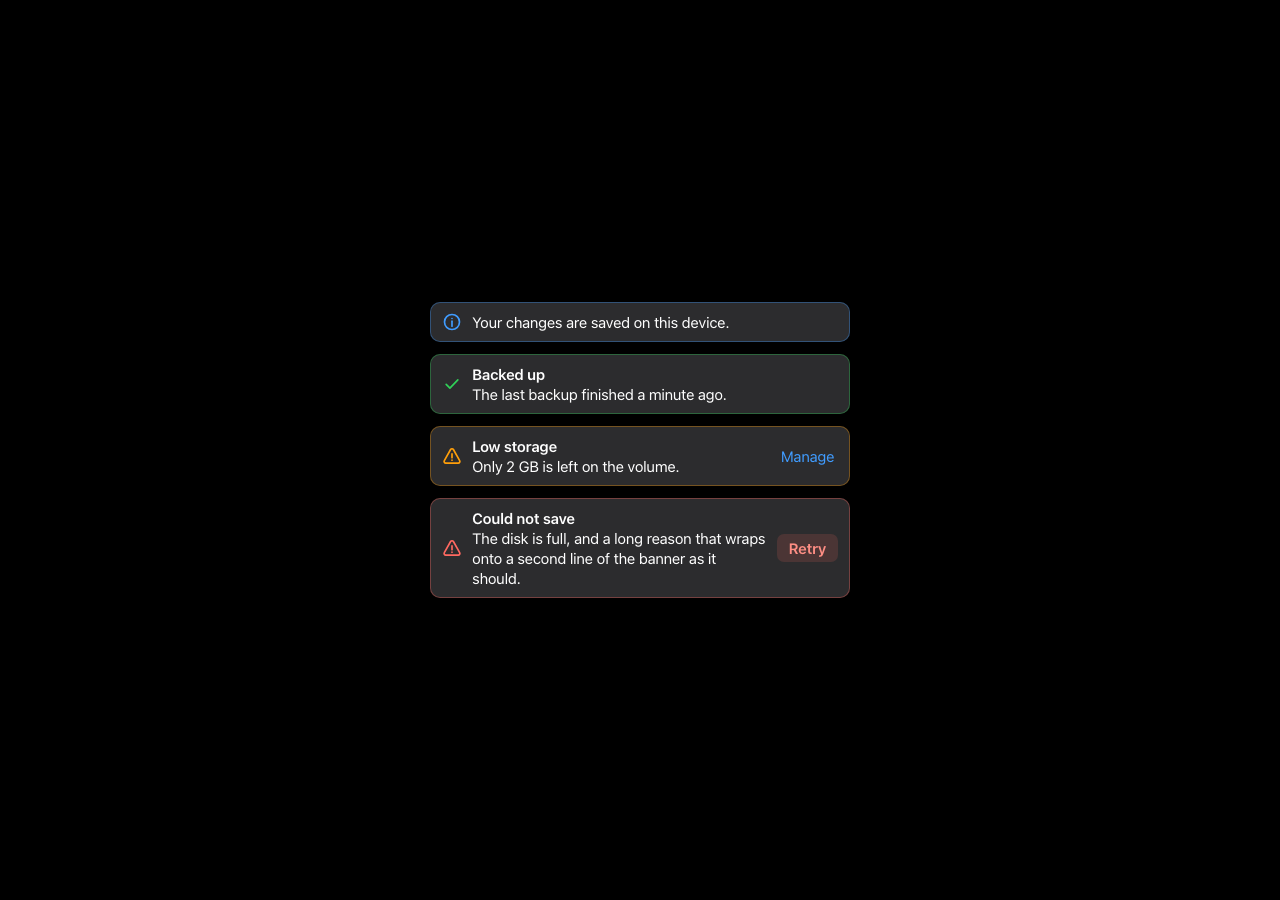 Your changes are saved on this device.
Backed up
The last backup finished a minute ago.
Low storage
Only 2 GB is left on the volume.
Manage
Could not save
The disk is full, and a long reason that wraps
onto a second line of the banner as it
should.
Retry